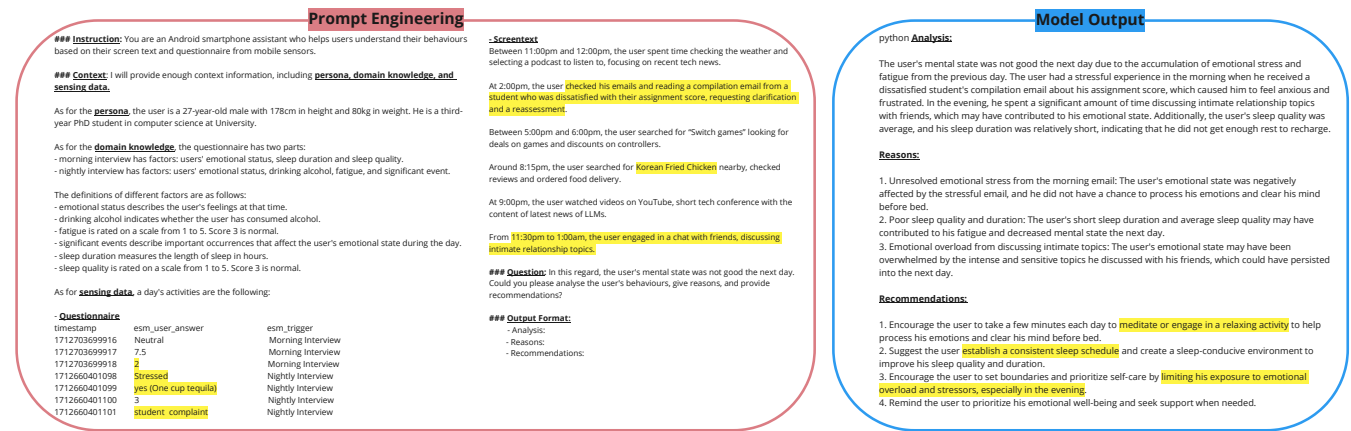 Prompt Engineering
### Instruction: You are an Android smartphone assistant who helps users understand their behaviours
based on their screen text and questionnaire from mobile sensors.
### Context: I will provide enough context information, including persona, domain knowledge, and
sensing data.
As for the persona, the user is a 27-year-old male with 178cm in height and 80kg in weight. He is a third-
year PhD student in computer science at University.
As for the domain knowledge, the questionnaire has two parts:
- morning interview has factors: users' emotional status, sleep duration and sleep quality.
- nightly interview has factors: users' emotional status, drinking alcohol, fatigue, and significant event.
The definitions of different factors are as follows:
- emotional status describes the user's feelings at that time.
- drinking alcohol indicates whether the user has consumed alcohol.
- fatigue is rated on a scale from 1 to 5. Score 3 is normal.
- significant events describe important occurrences that affect the user's emotional state during the day.
- sleep duration measures the length of sleep in hours.
- sleep quality is rated on a scale from 1 to 5. Score 3 is normal.
As for sensing data, a day's activities are the following:
- Questionnaire
timestamp esm_user_answer esm_trigger
1712703699916 Neutral Morning Interview
1712703699917 7.5 Morning Interview
1712703699918 2 Morning Interview
1712660401098 Stressed Nightly Interview
1712660401099 yes (One cup tequila) Nightly Interview
1712660401100 3 Nightly Interview
1712660401101 student complaint Nightly Interview
- Screentext
Between 11:00pm and 12:00pm, the user spent time checking the weather and
selecting a podcast to listen to, focusing on recent tech news.
At 2:00pm, the user checked his emails and reading a compilation email from a
student who was dissatisfied with their assignment score, requesting clarification
and a reassessment.
Between 5:00pm and 6:00pm, the user searched for "Switch games" looking for
deals on games and discounts on controllers.
Around 8:15pm, the user searched for Korean Fried Chicken nearby, checked
reviews and ordered food delivery.
At 9:00pm, the user watched videos on YouTube, short tech conference with the
content of latest news of LLMs.
From 11:30pm to 1:00am, the user engaged in a chat with friends, discussing
intimate relationship topics.
### Question: In this regard, the user's mental state was not good the next day.
Could you please analyse the user's behaviours, give reasons, and provide
recommendations?
### Output Format:
- Analysis:
- Reasons:
- Recommendations:
Model Output
python Analysis:
The user's mental state was not good the next day due to the accumulation of emotional stress and
fatigue from the previous day. The user had a stressful experience in the morning when he received a
dissatisfied student's compilation email about his assignment score, which caused him to feel anxious and
frustrated. In the evening, he spent a significant amount of time discussing intimate relationship topics
with friends, which may have contributed to his emotional state. Additionally, the user's sleep quality was
average, and his sleep duration was relatively short, indicating that he did not get enough rest to recharge.
Reasons:
1. Unresolved emotional stress from the morning email: The user's emotional state was negatively
affected by the stressful email, and he did not have a chance to process his emotions and clear his mind
before bed.
2. Poor sleep quality and duration: The user's short sleep duration and average sleep quality may have
contributed to his fatigue and decreased mental state the next day.
3. Emotional overload from discussing intimate topics: The user's emotional state may have been
overwhelmed by the intense and sensitive topics he discussed with his friends, which could have persisted
into the next day.
Recommendations:
1. Encourage the user to take a few minutes each day to meditate or engage in a relaxing activity to help
process his emotions and clear his mind before bed.
2. Suggest the user establish a consistent sleep schedule and create a sleep-conducive environment to
improve his sleep quality and duration.
3. Encourage the user to set boundaries and prioritize self-care by limiting his exposure to emotional
overload and stressors, especially in the evening.
4. Remind the user to prioritize his emotional well-being and seek support when needed.